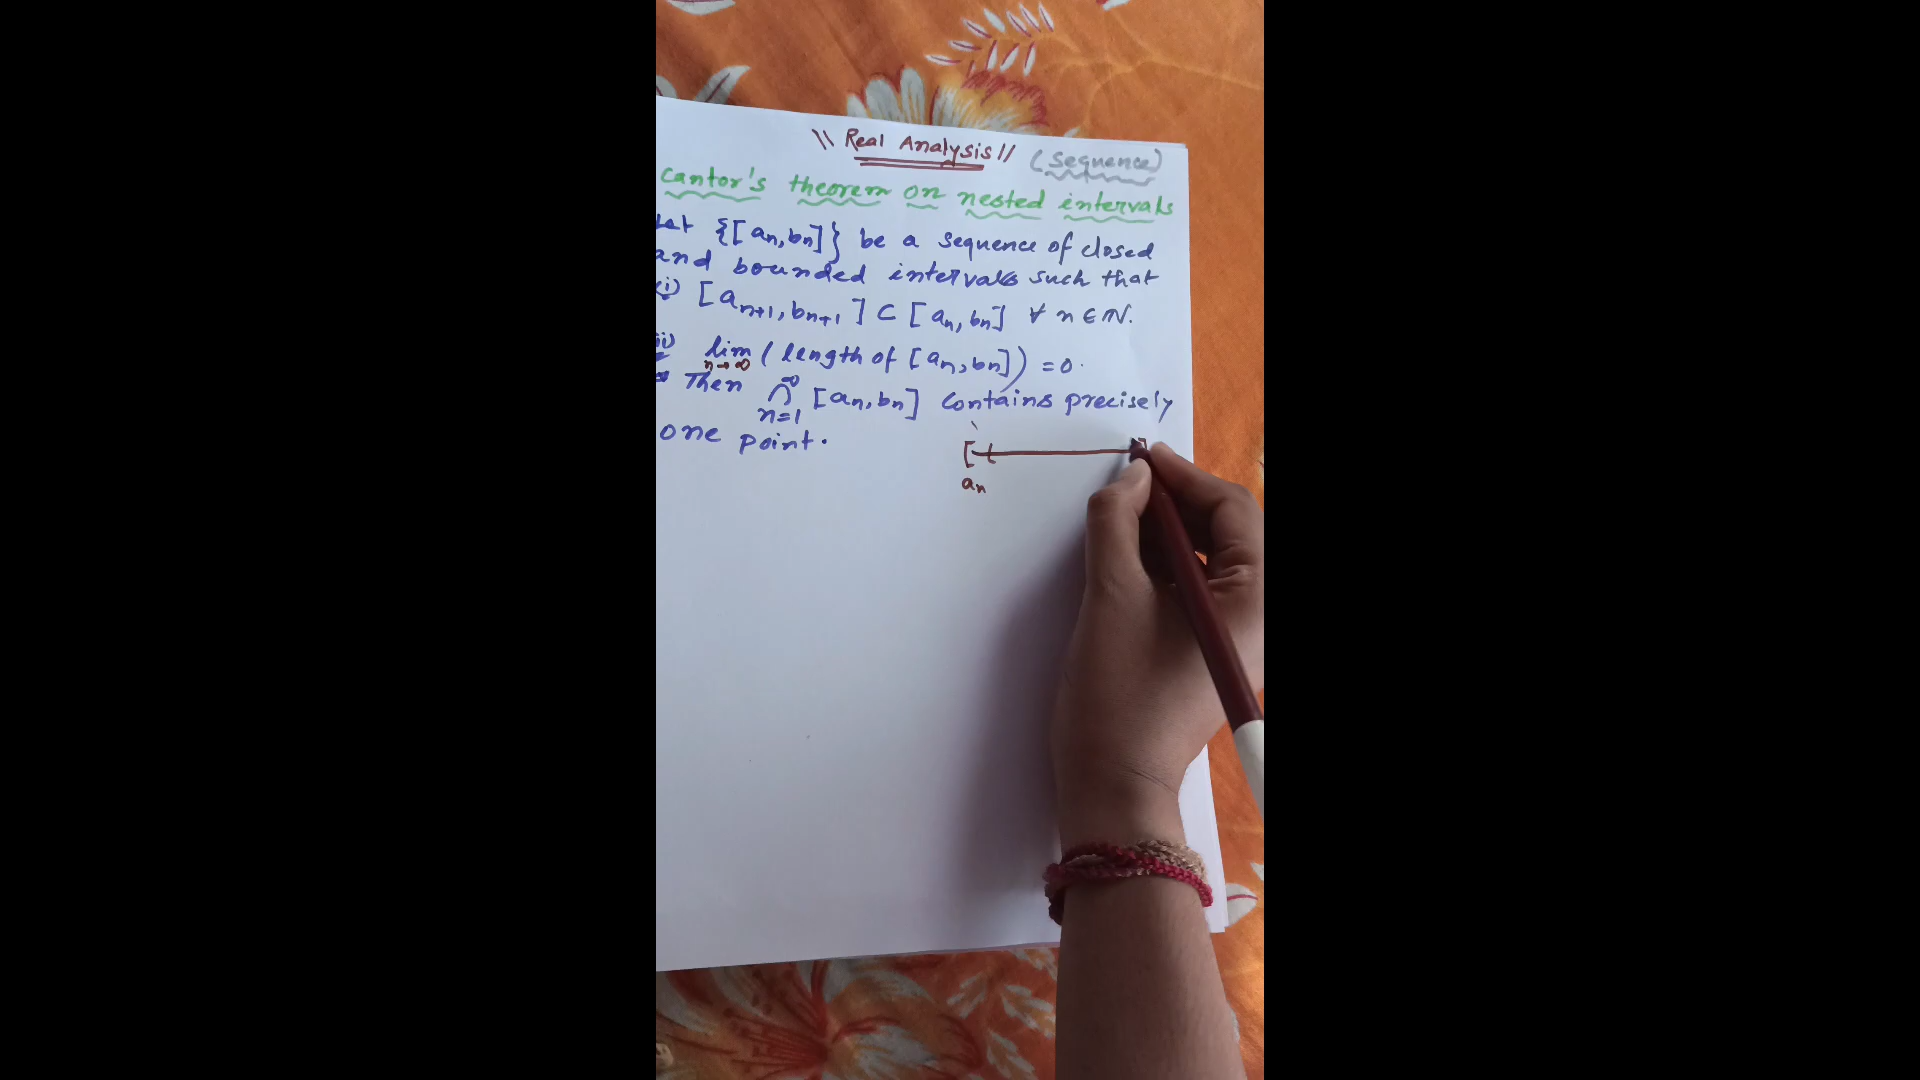 \\ Real Analysis // (Sequence)
Cantor's theorem on nested intervals
Let {[an, bn]} be a sequence of closed
and bounded intervals such that
(i) [an+1, bn+1] ⊂ [an, bn] ∀ n ∈ ℕ.
(ii) lim n→∞ (length of [an, bn]) = 0.
Then ∞ ∩ n=1 [an, bn] contains precisely
one point.
[ ]
an